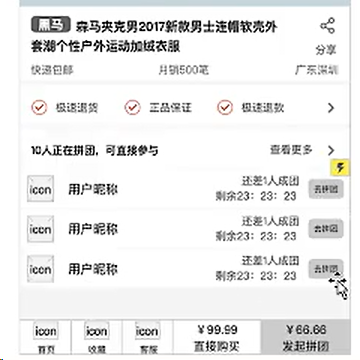 黑马 森马夹克男2017新款男士连帽软壳外
套潮个性户外运动加绒衣服
分享
快递包邮 月销500笔 广东深圳
极速退货 正品保证 极速退款
10人正在拼团，可直接参与 查看更多
icon 用户昵称 还差1人成团 去拼团
剩余23：23：23
icon 用户昵称 还差1人成团 去拼团
剩余23：23：23
icon 用户昵称 还差1人成团 去拼团
剩余23：23：23
icon icon icon ￥99.99 ￥66.66
首页 收藏 客服 直接购买 发起拼团